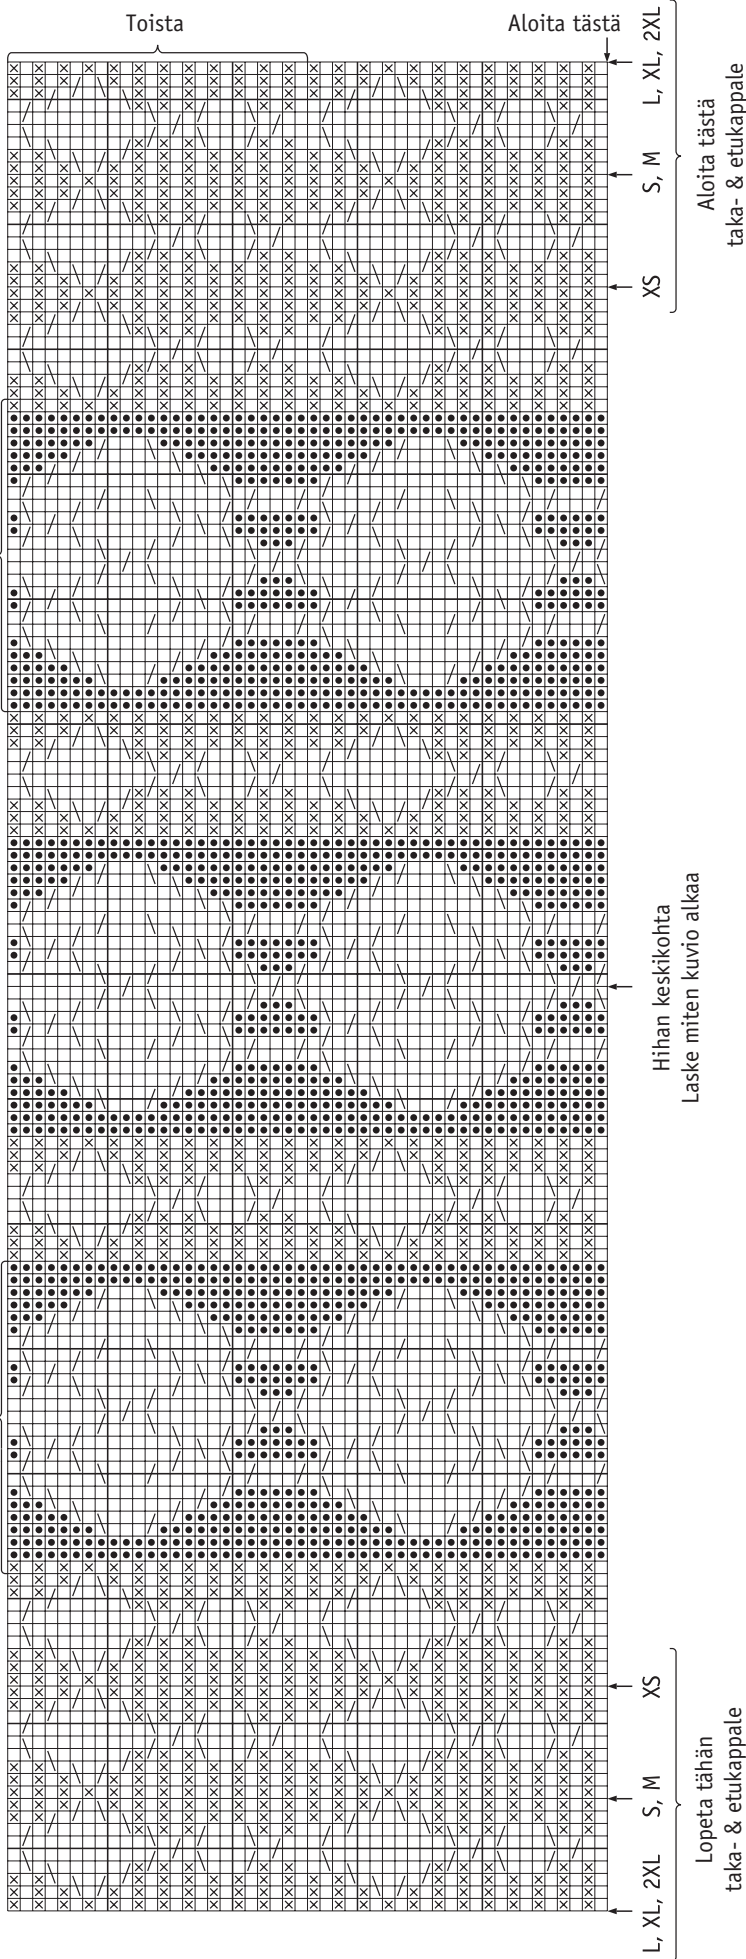 Toista
Aloita tästä
L, XL, 2XL
S, M
XS
Aloita tästä
taka- & etukappale
Hihan keskikohta
Laske miten kuvio alkaa
XS
S, M
L, XL, 2XL
Lopeta tähän
taka- & etukappale